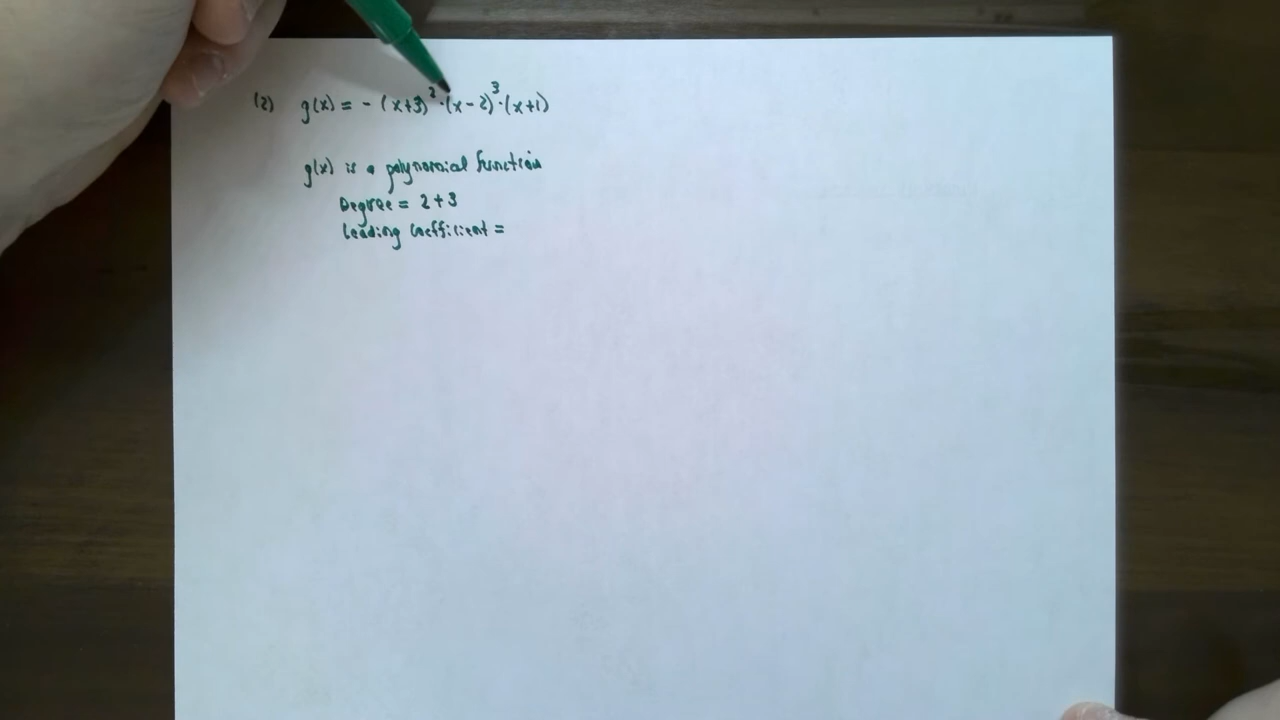 (2) g(x) = - (x+3)²·(x-2)³·(x+1)
g(x) is a polynomial function
Degree = 2+3
leading coefficient =